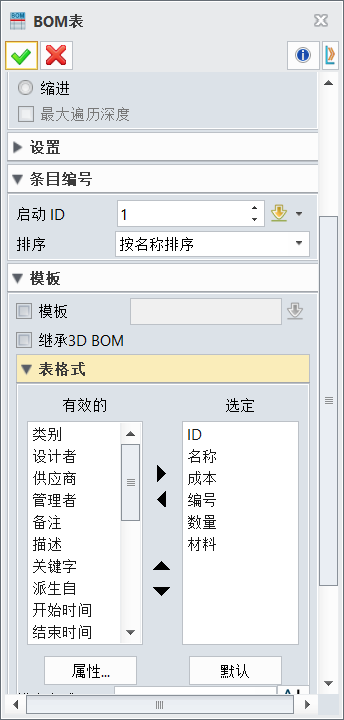 BOM表
缩进
最大遍历深度
设置
条目编号
启动 ID 1
排序 按名称排序
模板
模板
继承3D BOM
表格式
有效的 选定
类别 ID
设计者 名称
供应商 成本
管理者 编号
备注 数量
描述 材料
关键字
派生自
开始时间
结束时间
属性... 默认